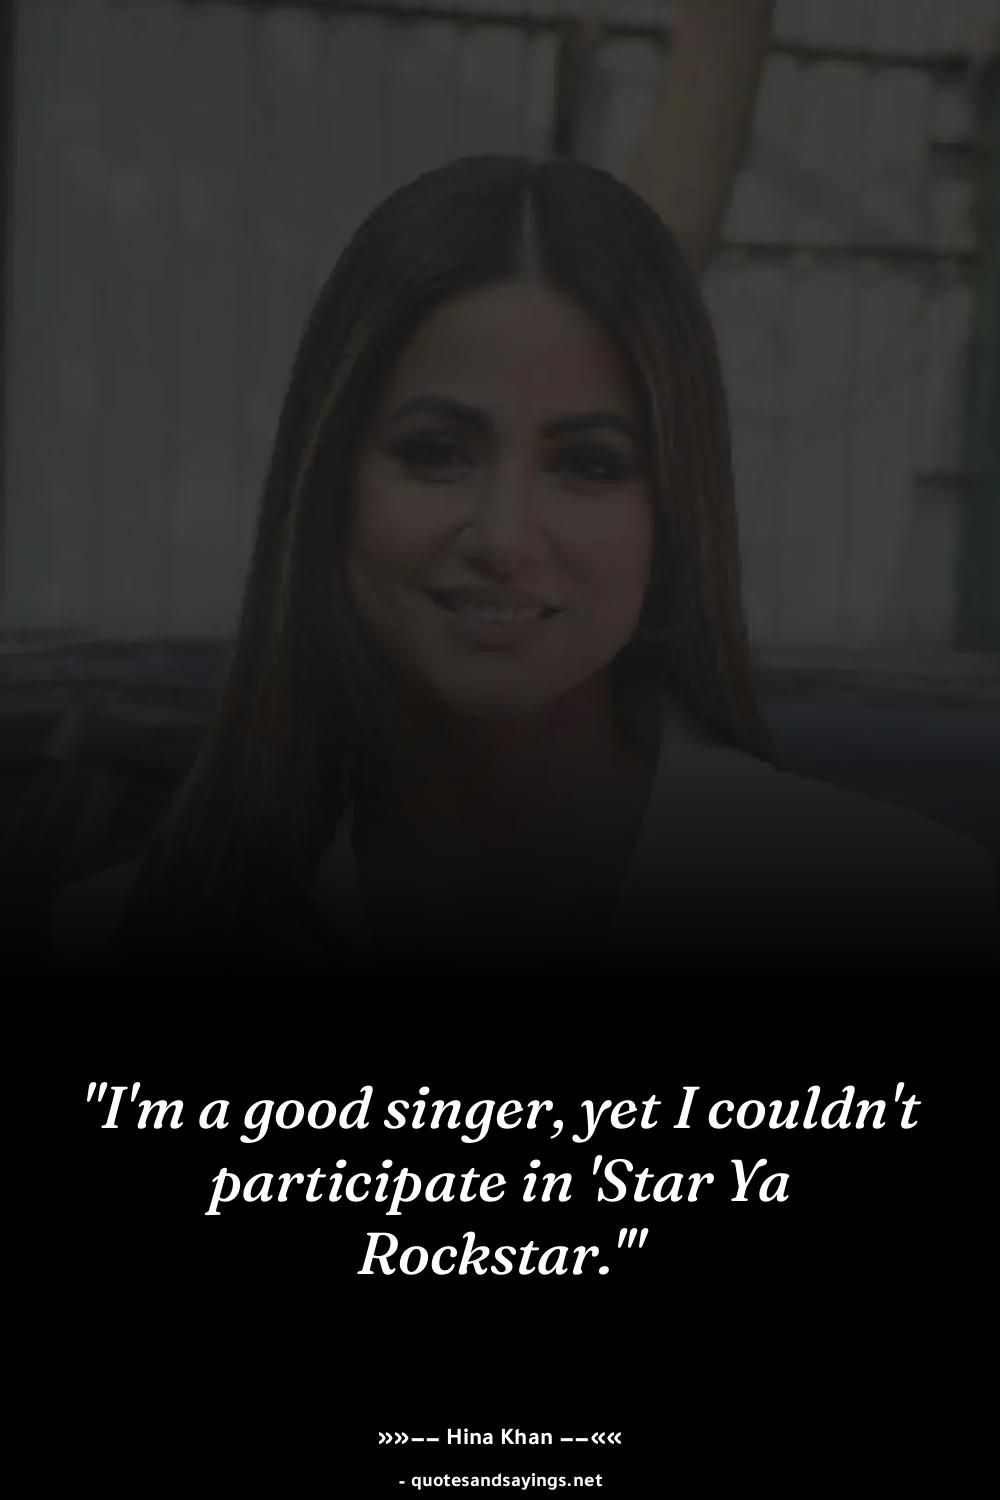 "I'm a good singer, yet I couldn't
participate in 'Star Ya
Rockstar.'"
»»–– Hina Khan ––««
- quotesandsayings.net